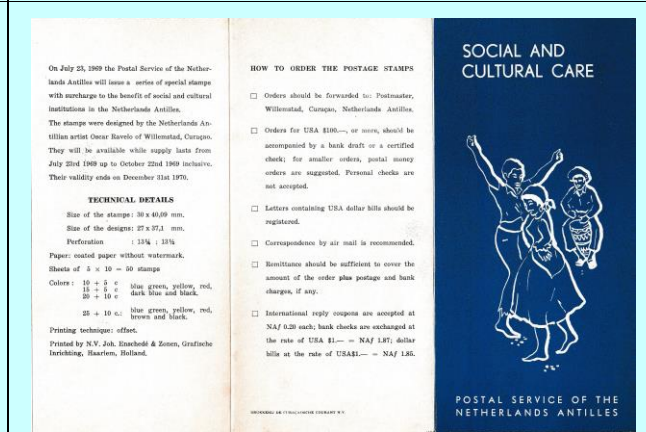 On July 23, 1969 the Postal Service of the Nether-
lands Antilles will issue a series of special stamps
with surcharge to the benefit of social and cultural
institutions in the Netherlands Antilles.
The stamps were designed by the Netherlands An-
tillian artist Oscar Ravelo of Willemstad, Curaçao.
They will be available while supply lasts from
July 23rd 1969 up to October 22nd 1969 inclusive.
Their validity ends on December 31st 1970.
TECHNICAL DETAILS
Size of the stamps: 30 x 40,09 mm.
Size of the designs: 27 x 37,1 mm.
Perforation : 13¼ : 13¼
Paper: coated paper without watermark.
Sheets of 5 × 10 = 50 stamps
Colors: 10 + 5 c
15 + 5 c
20 + 10 c
blue green, yellow, red,
dark blue and black.
25 + 10 c.: blue green, yellow, red,
brown and black.
Printing technique: offset.
Printed by N.V. Joh. Enschedé & Zonen, Grafische
Inrichting, Haarlem, Holland.
HOW TO ORDER THE POSTAGE STAMPS
Orders should be forwarded to: Postmaster,
Willemstad, Curaçao, Netherlands Antilles.
Orders for USA $100.—, or more, should be
accompanied by a bank draft or a certified
check; for smaller orders, postal money
orders are suggested. Personal checks are
not accepted.
Letters containing USA dollar bills should be
registered.
Correspondence by air mail is recommended.
Remittance should be sufficient to cover the
amount of the order plus postage and bank
charges, if any.
International reply coupons are accepted at
NAƒ 0.20 each; bank checks are exchanged at
the rate of USA $1.— = NAƒ 1.87; dollar
bills at the rate of USA$1.— = NAƒ 1.85.
SOCIAL AND
CULTURAL CARE
POSTAL SERVICE OF THE
NETHERLANDS ANTILLES